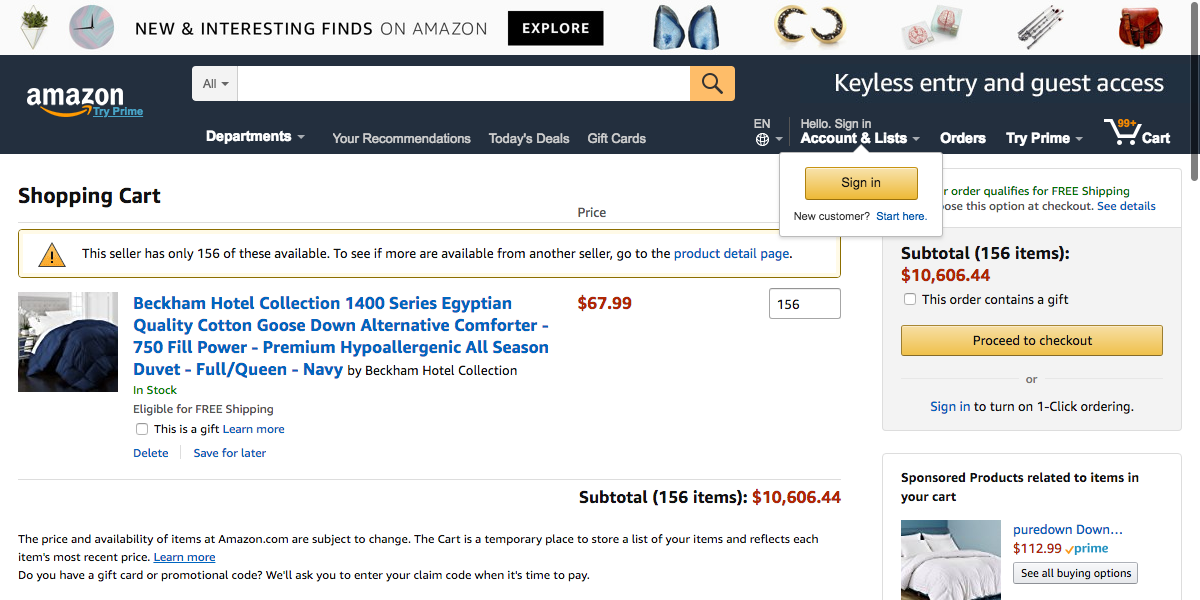 NEW & INTERESTING FINDS ON AMAZON EXPLORE
All
Keyless entry and guest access
amazon
Try Prime
Departments Your Recommendations Today's Deals Gift Cards
EN
Hello. Sign in
Account & Lists
Orders
Try Prime
99+
Cart
Sign in
New customer? Start here.
Shopping Cart
Price
This seller has only 156 of these available. To see if more are available from another seller, go to the product detail page.
Beckham Hotel Collection 1400 Series Egyptian
Quality Cotton Goose Down Alternative Comforter -
750 Fill Power - Premium Hypoallergenic All Season
Duvet - Full/Queen - Navy by Beckham Hotel Collection
In Stock
Eligible for FREE Shipping
This is a gift Learn more
Delete Save for later
$67.99
156
Subtotal (156 items): $10,606.44
The price and availability of items at Amazon.com are subject to change. The Cart is a temporary place to store a list of your items and reflects each
item's most recent price. Learn more
Do you have a gift card or promotional code? We'll ask you to enter your claim code when it's time to pay.
r order qualifies for FREE Shipping
ose this option at checkout. See details
Subtotal (156 items):
$10,606.44
This order contains a gift
Proceed to checkout
or
Sign in to turn on 1-Click ordering.
Sponsored Products related to items in
your cart
puredown Down...
$112.99 prime
See all buying options